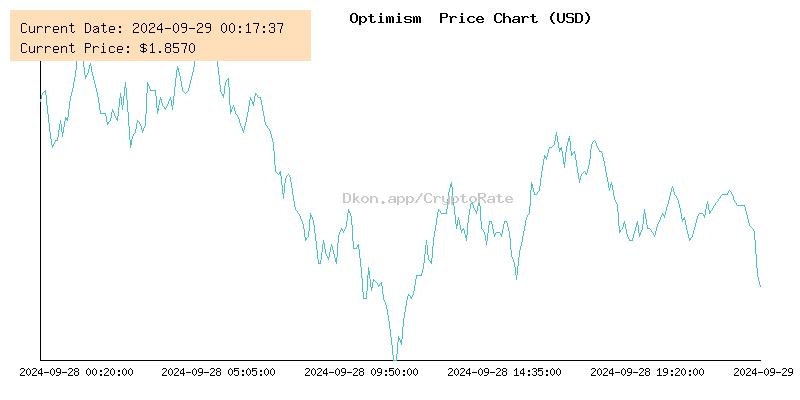 Optimism  Price Chart (USD)
Current Date: 2024-09-29 00:17:37
Current Price: $1.8570
Dkon.app/CryptoRate
2024-09-28 00:20:00 2024-09-28 05:05:00 2024-09-28 09:50:00 2024-09-28 14:35:00 2024-09-28 19:20:00 2024-09-29